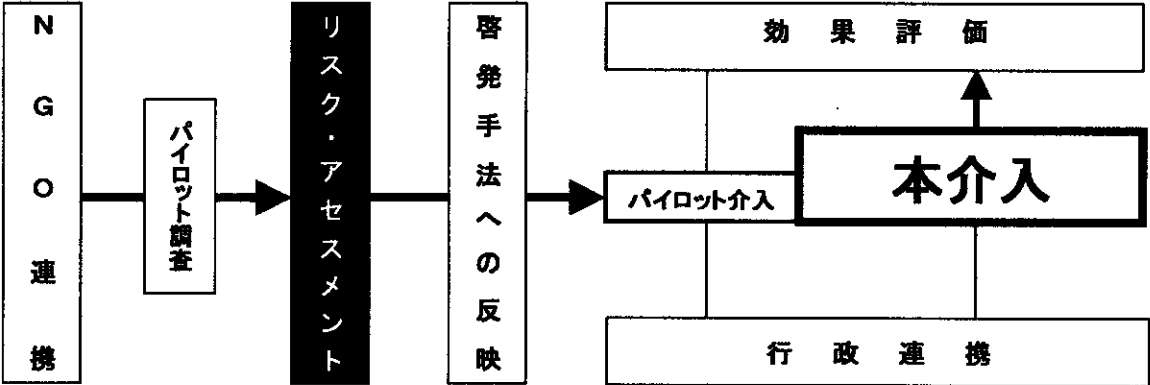 NGO連携
パイロット調査
リスク・アセスメント
啓発手法への反映
効果評価
パイロット介入
本介入
行政連携